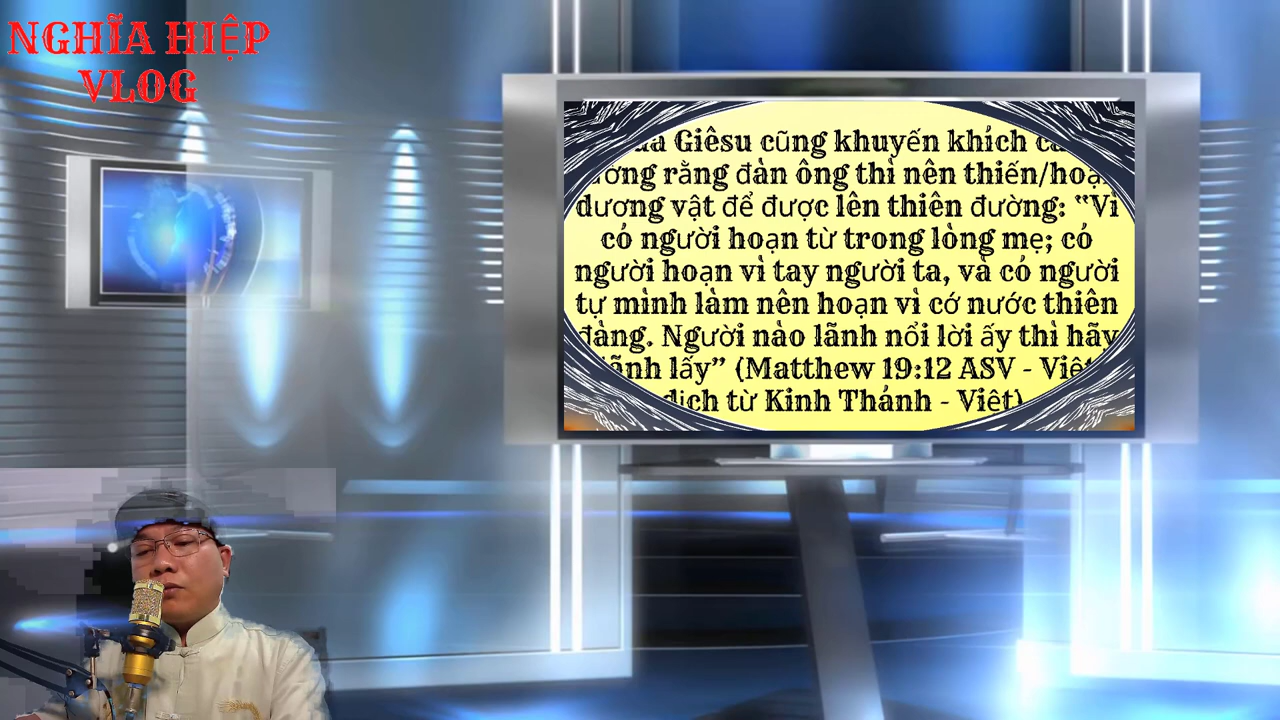 NGHĨA HIỆP
VLOG
Giêsu cũng khuyến khích
rằng đàn ông thì nên thiến/hoạn
dương vật để được lên thiên đường: “Vì
có người hoạn từ trong lòng mẹ; có
người hoạn vì tay người ta, và có người
tự mình làm nên hoạn vì cớ nước thiên
đàng. Người nào lãnh nổi lời ấy thì hãy
lãnh lấy” (Matthew 19:12 ASV - Việt
dịch từ Kinh Thánh - Việt)